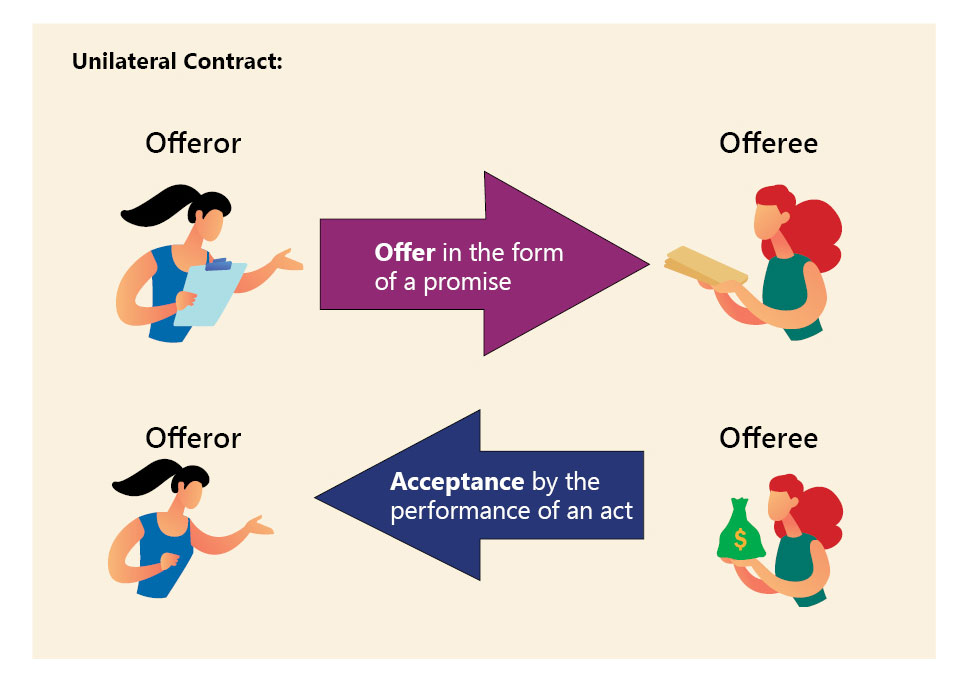 Unilateral Contract:
Offeror
Offeree
Offer in the form
of a promise
Offeror
Offeree
Acceptance by the
performance of an act
$